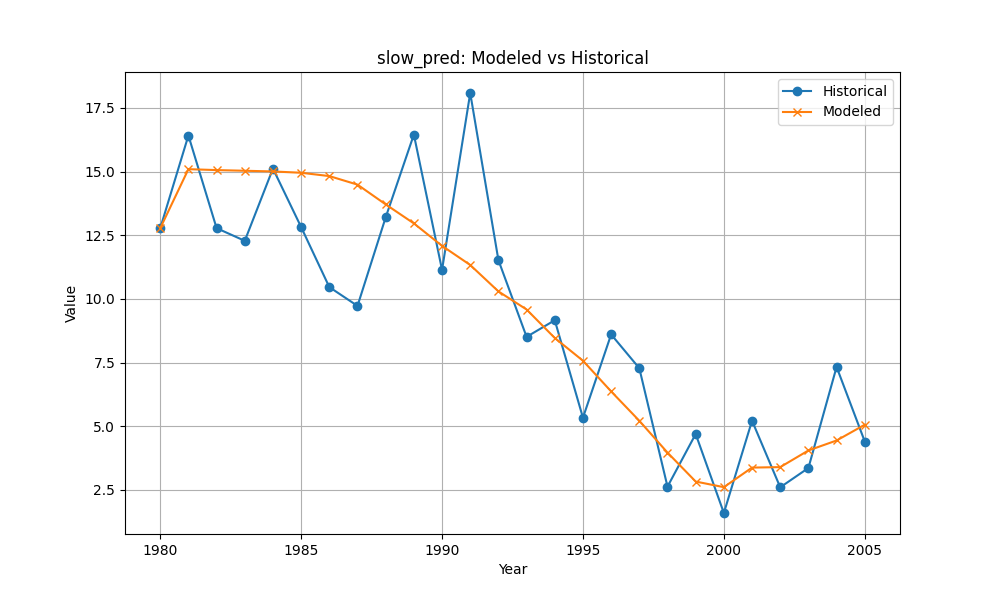 slow_pred: Modeled vs Historical
Historical
Modeled
17.5
15.0
12.5
10.0
7.5
5.0
2.5
Value
1980 1985 1990 1995 2000 2005
Year